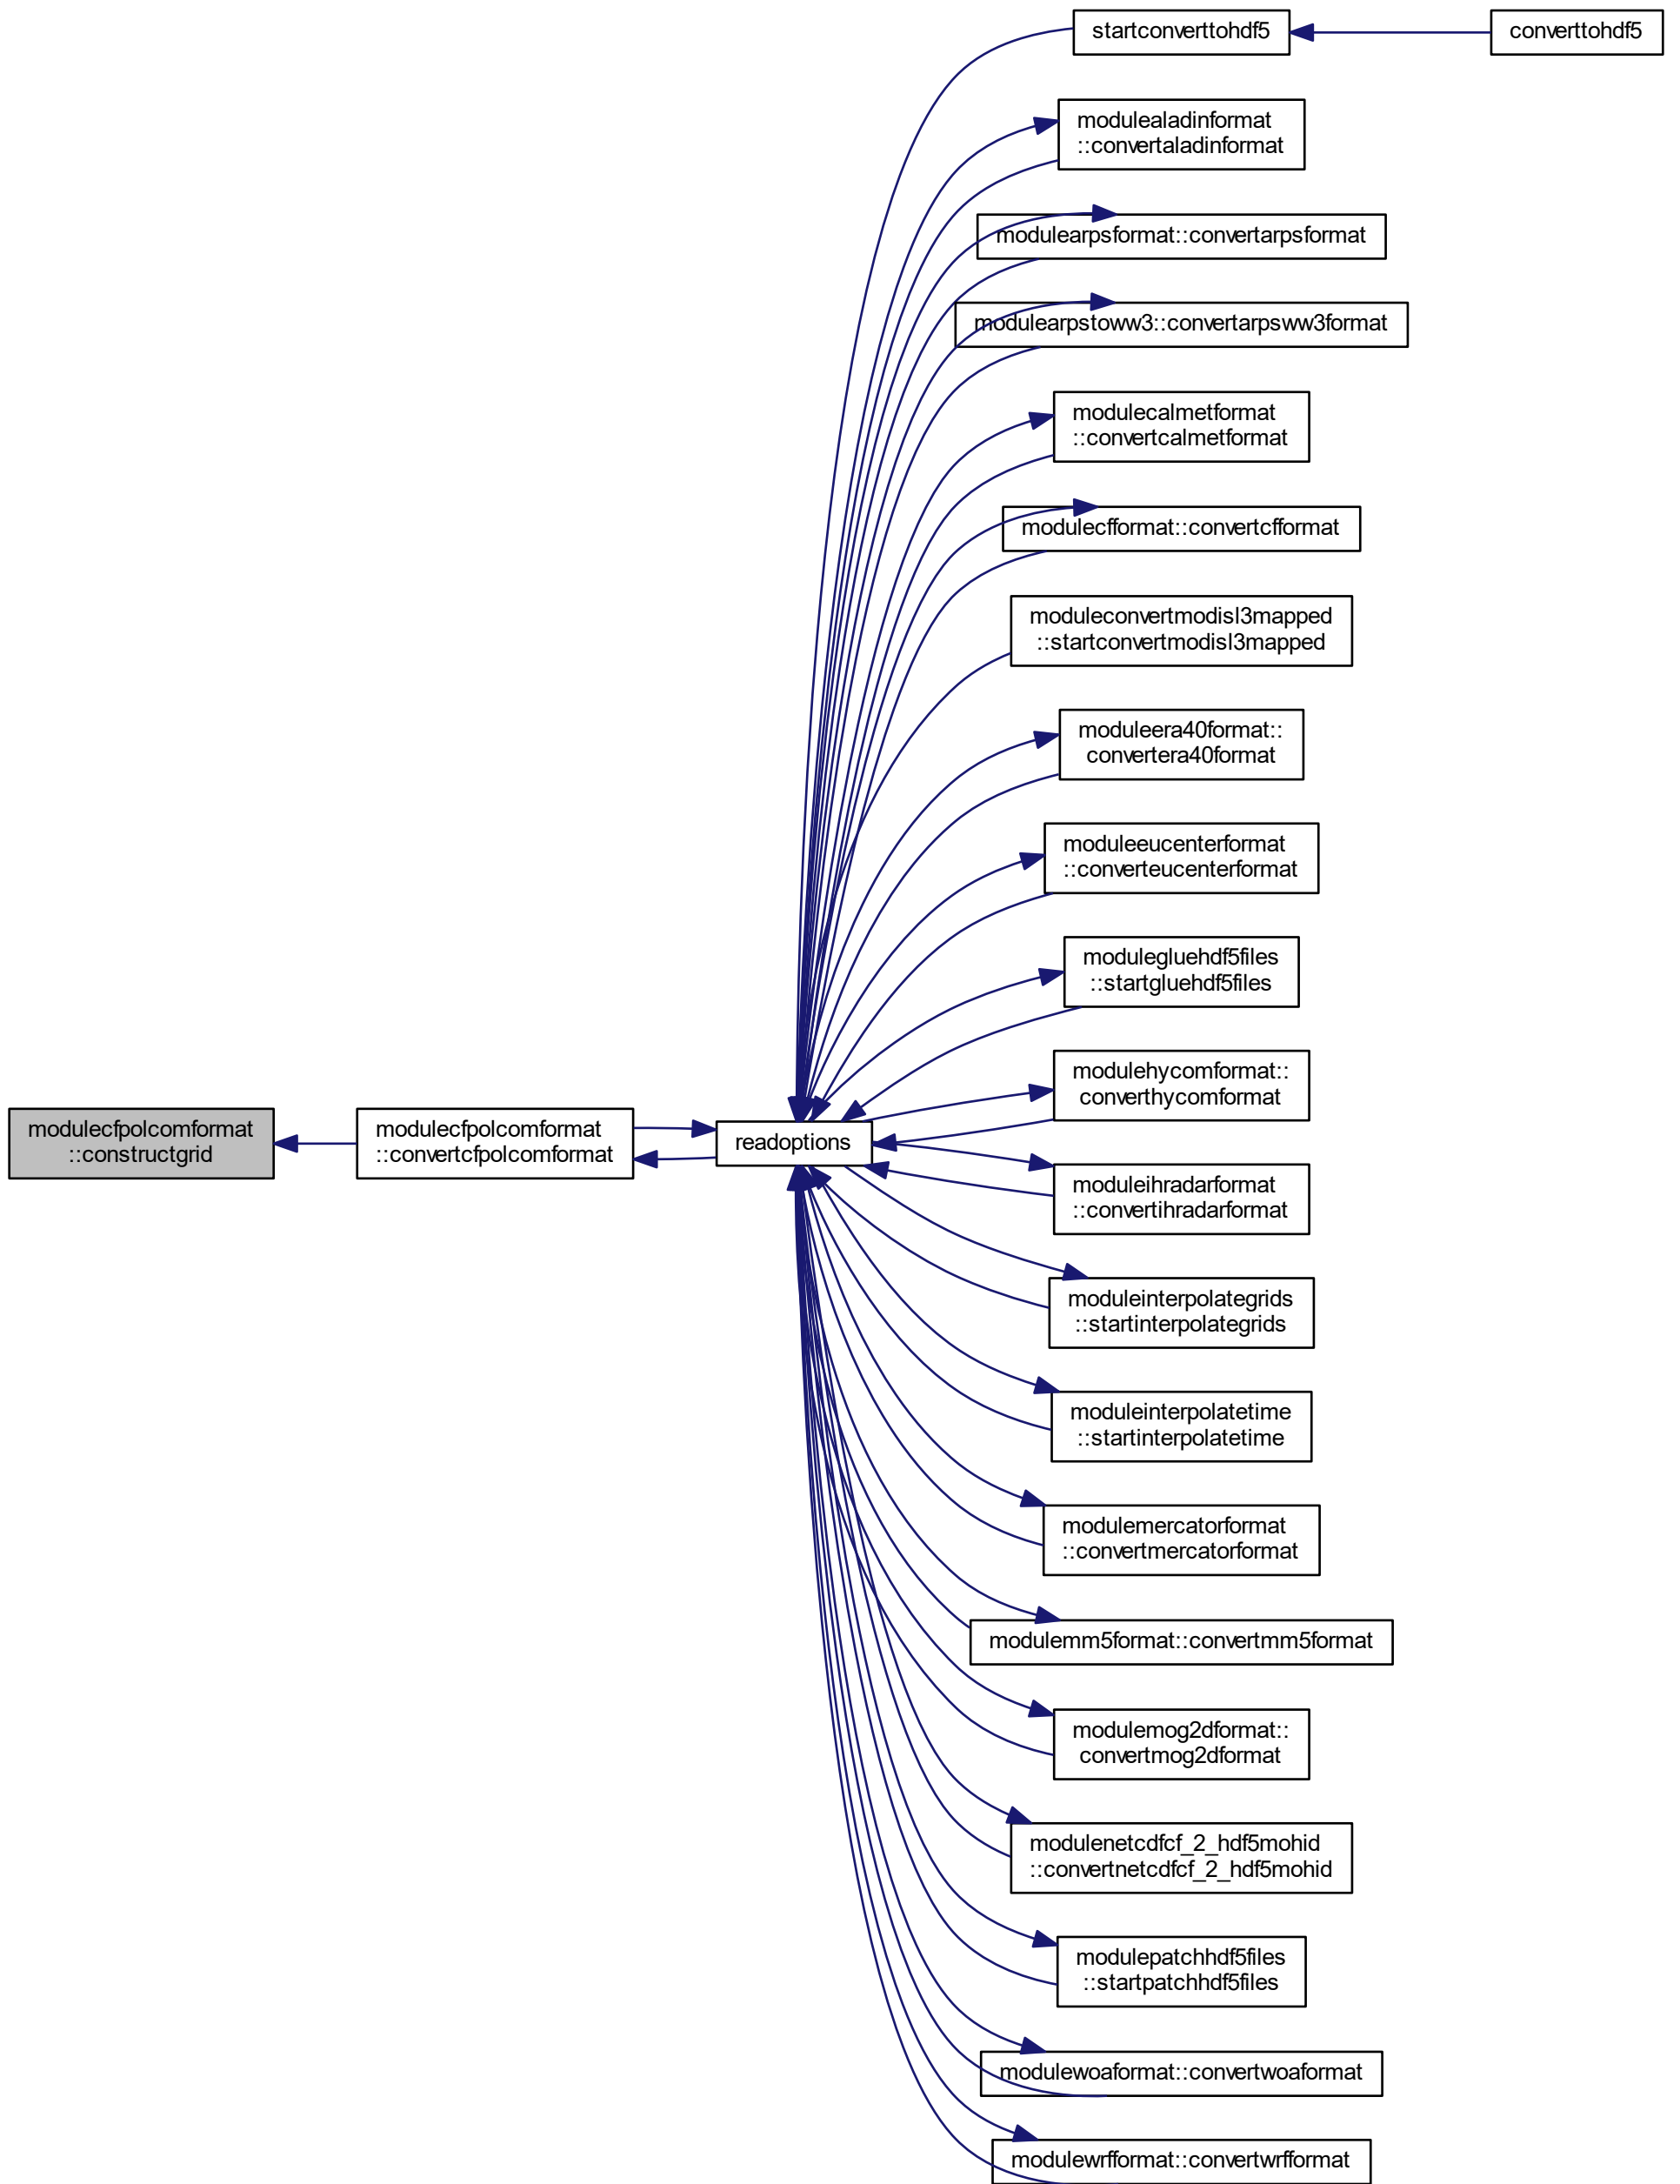 startconverttohdf5
converttohdf5
modulealadinformat
::convertaladinformat
modulearpsformat::convertarpsformat
modulearpstoww3::convertarpsww3format
modulecalmetformat
::convertcalmetformat
modulecfformat::convertcfformat
moduleconvertmodisl3mapped
::startconvertmodisl3mapped
moduleera40format::
convertera40format
moduleeucenterformat
::converteucenterformat
modulegluehdf5files
::startgluehdf5files
modulehycomformat::
converthycomformat
modulecfpolcomformat
::constructgrid
modulecfpolcomformat
::convertcfpolcomformat
readoptions
moduleihradarformat
::convertihradarformat
moduleinterpolategrids
::startinterpolategrids
moduleinterpolatetime
::startinterpolatetime
modulemercatorformat
::convertmercatorformat
modulemm5format::convertmm5format
modulemog2dformat::
convertmog2dformat
modulenetcdfcf_2_hdf5mohid
::convertnetcdfcf_2_hdf5mohid
modulepatchhdf5files
::startpatchhdf5files
modulewoaformat::convertwoaformat
modulewrfformat::convertwrfformat